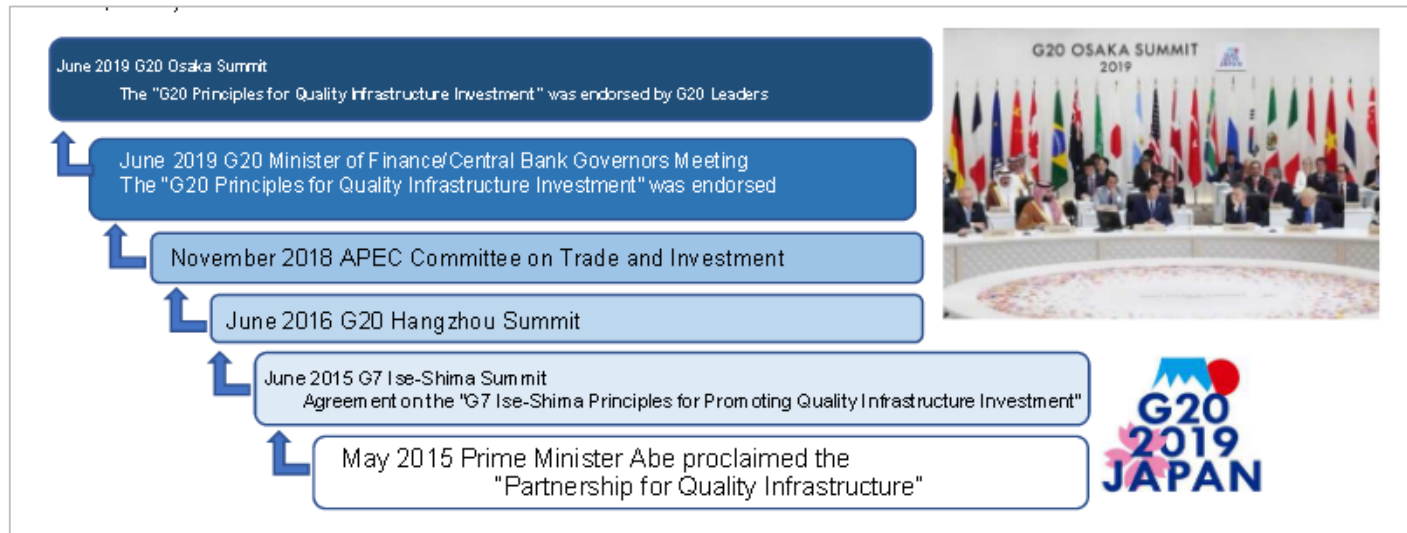 June 2019 G20 Osaka Summit
The "G20 Principles for Quality Infrastructure Investment" was endorsed by G20 Leaders
June 2019 G20 Minister of Finance/Central Bank Governors Meeting
The "G20 Principles for Quality Infrastructure Investment" was endorsed
November 2018 APEC Committee on Trade and Investment
June 2016 G20 Hangzhou Summit
June 2015 G7 Ise-Shima Summit
Agreement on the "G7 Ise-Shima Principles for Promoting Quality Infrastructure Investment"
May 2015 Prime Minister Abe proclaimed the
"Partnership for Quality Infrastructure"
G20 OSAKA SUMMIT
2019
G20
2019
JAPAN